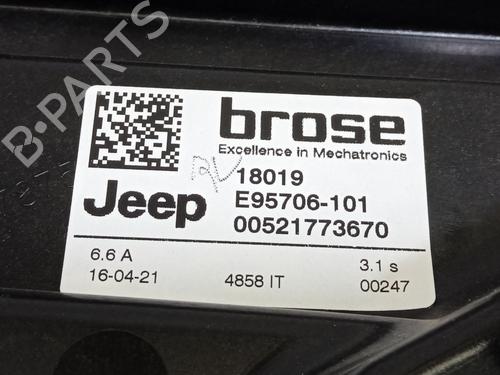 B-PARTS
brose
Excellence in Mechatronics
RV
18019
Jeep
E95706-101
00521773670
6.6 A
3.1 s
16-04-21
4858 IT
00247